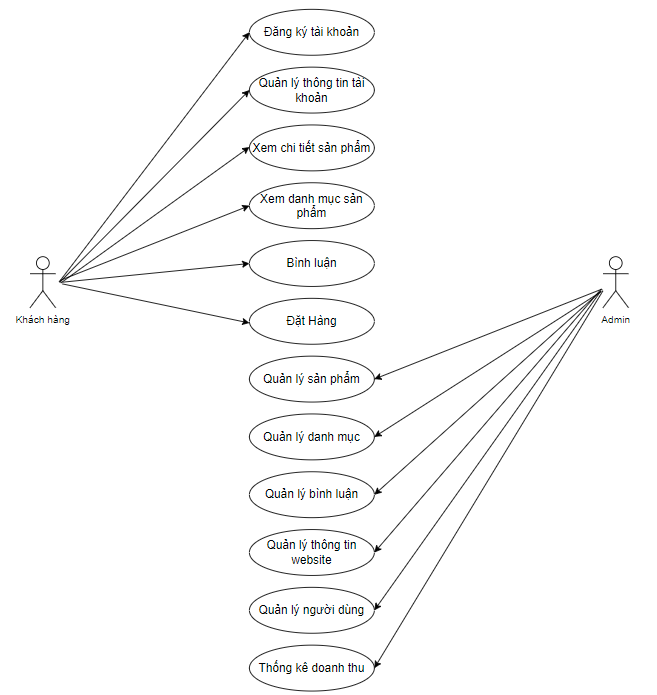 Đăng ký tài khoản
Quản lý thông tin tài
khoản
Xem chi tiết sản phẩm
Xem danh mục sản
phẩm
Bình luận
Khách hàng
Admin
Đặt Hàng
Quản lý sản phẩm
Quản lý danh mục
Quản lý bình luận
Quản lý thông tin
website
Quản lý người dùng
Thống kê doanh thu